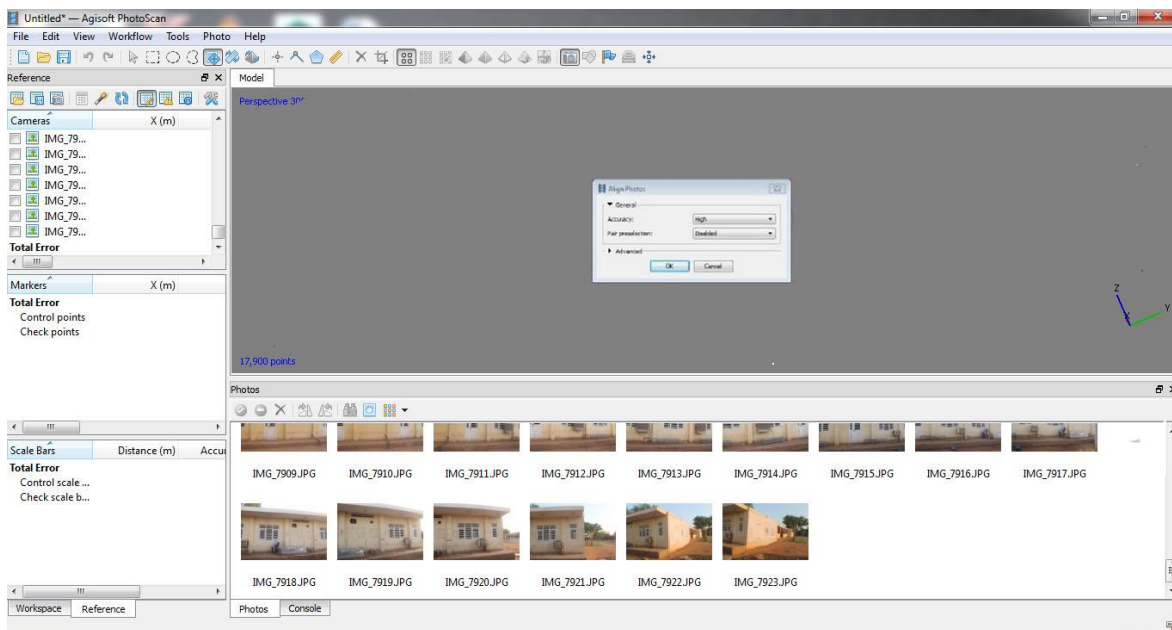 Untitled* — Agisoft PhotoScan
File Edit View Workflow Tools Photo Help
Reference
Model
Cameras X (m)
IMG_79...
IMG_79...
IMG_79...
IMG_79...
IMG_79...
IMG_79...
IMG_79...
Total Error
Markers X (m)
Total Error
Control points
Check points
Scale Bars Distance (m) Accu
Total Error
Control scale ...
Check scale b...
Workspace Reference
Perspective 30°
Align Photos
General
Accuracy: High
Pair preselection: Disabled
Advanced
OK Cancel
Z
Y
X
17,900 points
Photos
IMG_7909.JPG IMG_7910.JPG IMG_7911.JPG IMG_7912.JPG IMG_7913.JPG IMG_7914.JPG IMG_7915.JPG IMG_7916.JPG IMG_7917.JPG
IMG_7918.JPG IMG_7919.JPG IMG_7920.JPG IMG_7921.JPG IMG_7922.JPG IMG_7923.JPG
Photos Console